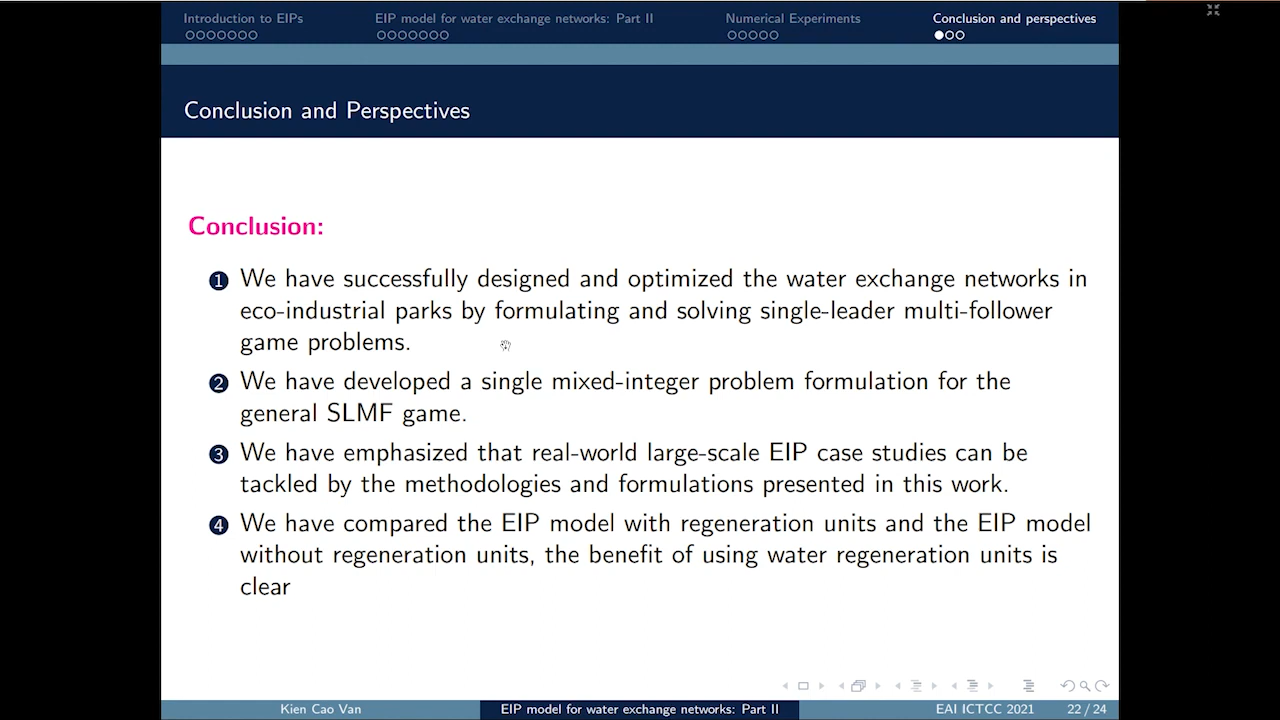 Introduction to EIPs
EIP model for water exchange networks: Part II
Numerical Experiments
Conclusion and perspectives
Conclusion and Perspectives
Conclusion:
1 We have successfully designed and optimized the water exchange networks in
eco-industrial parks by formulating and solving single-leader multi-follower
game problems.
2 We have developed a single mixed-integer problem formulation for the
general SLMF game.
3 We have emphasized that real-world large-scale EIP case studies can be
tackled by the methodologies and formulations presented in this work.
4 We have compared the EIP model with regeneration units and the EIP model
without regeneration units, the benefit of using water regeneration units is
clear
Kien Cao Van
EIP model for water exchange networks: Part II
EAI ICTCC 2021
22 / 24